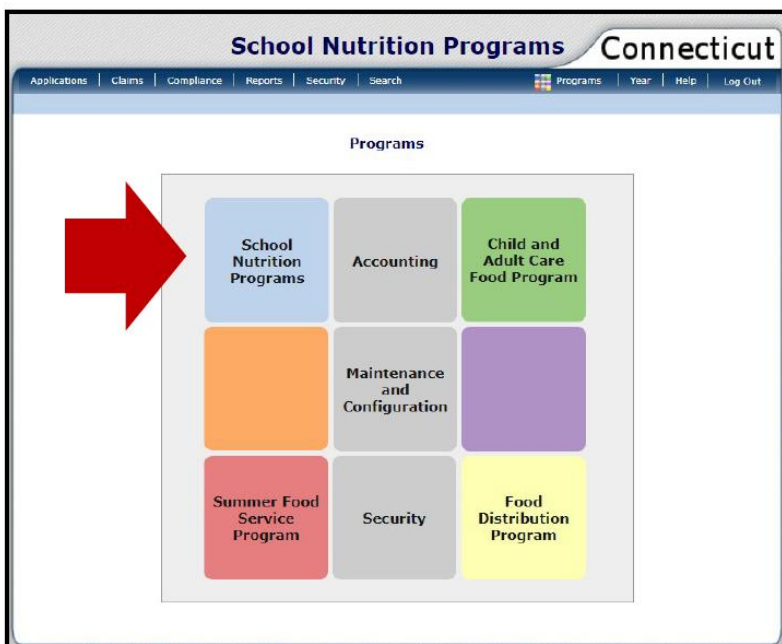 School Nutrition Programs
Connecticut
Applications | Claims | Compliance | Reports | Security | Search
Programs | Year | Help | Log Out
Programs
School
Nutrition
Programs
Accounting
Child and
Adult Care
Food Program
Maintenance
and
Configuration
Summer Food
Service
Program
Security
Food
Distribution
Program